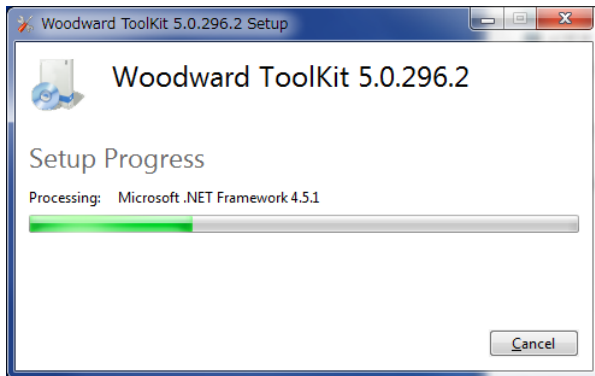 Woodward ToolKit 5.0.296.2 Setup
Woodward ToolKit 5.0.296.2
Setup Progress
Processing: Microsoft .NET Framework 4.5.1
Cancel